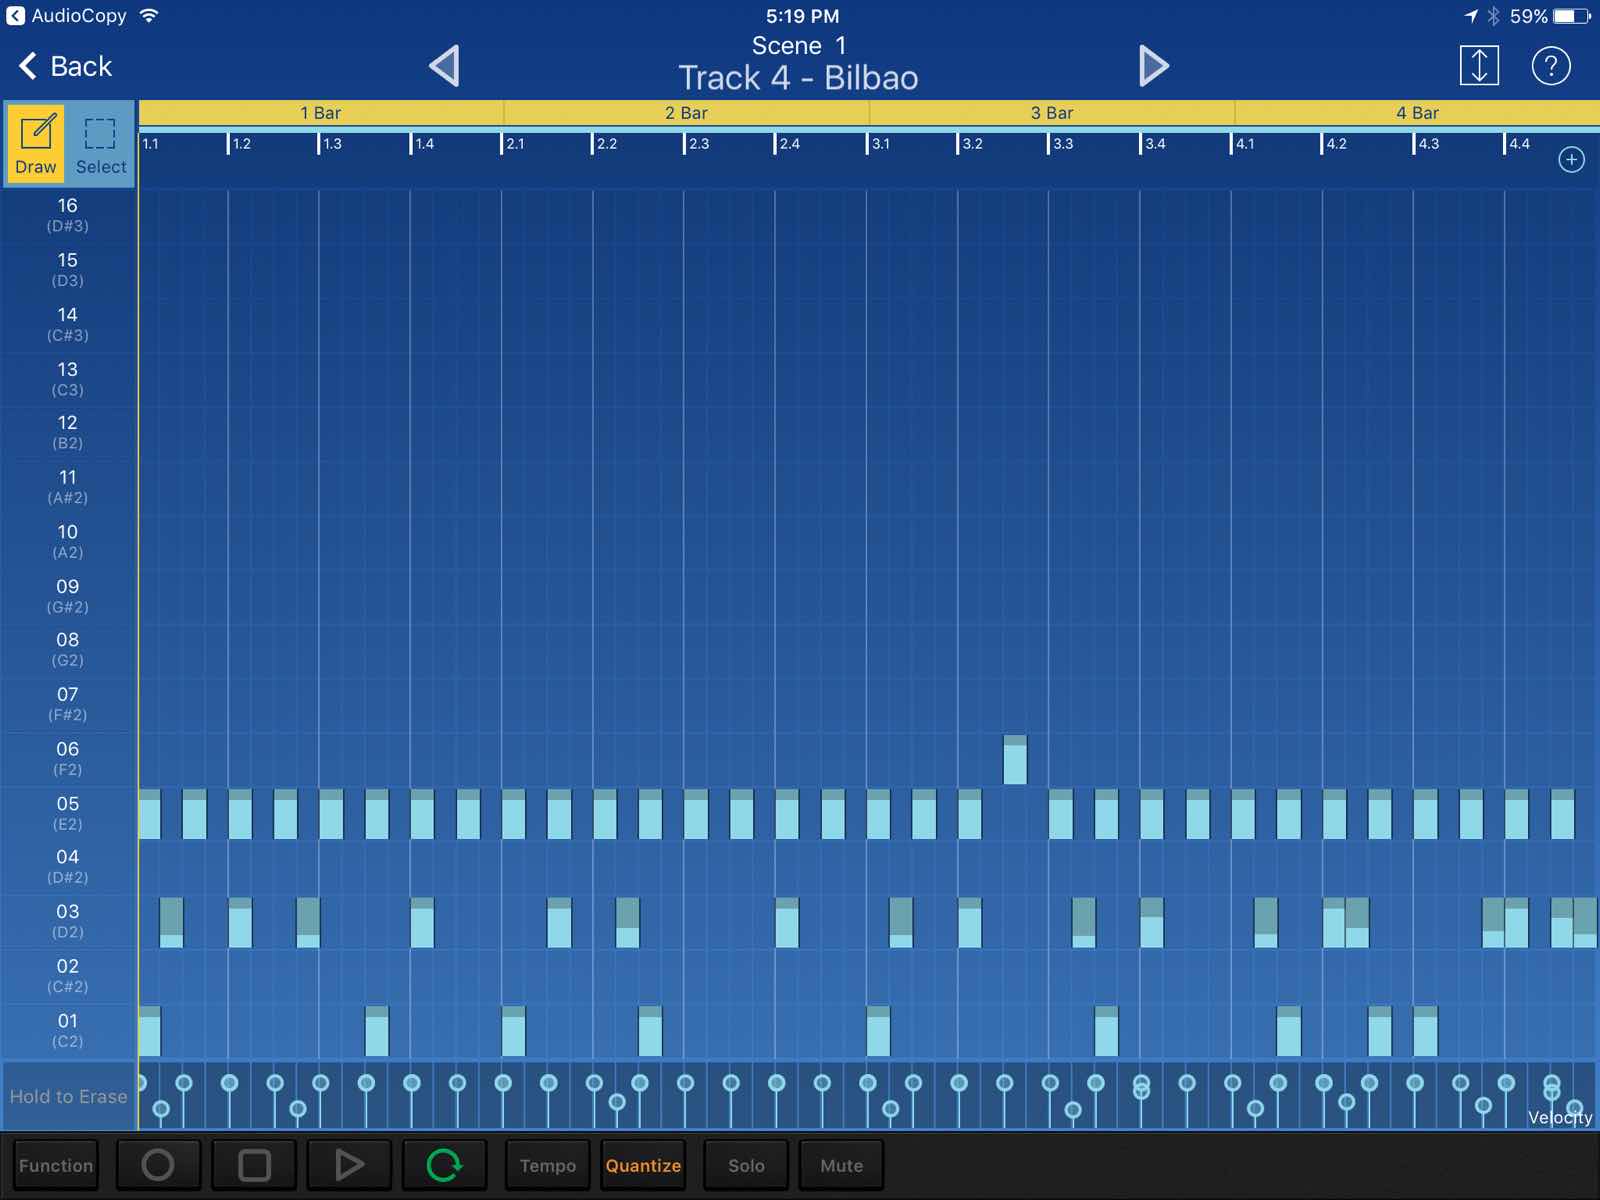 AudioCopy 5:19 PM 59%
Scene 1
Back Track 4 - Bilbao ?
1 Bar 2 Bar 3 Bar 4 Bar
1.1 1.2 1.3 1.4 2.1 2.2 2.3 2.4 3.1 3.2 3.3 3.4 4.1 4.2 4.3 4.4
Draw Select
16
(D#3)
15
(D3)
14
(C#3)
13
(C3)
12
(B2)
11
(A#2)
10
(A2)
09
(G#2)
08
(G2)
07
(F#2)
06
(F2)
05
(E2)
04
(D#2)
03
(D2)
02
(C#2)
01
(C2)
Hold to Erase
Velocity
Function Tempo Quantize Solo Mute